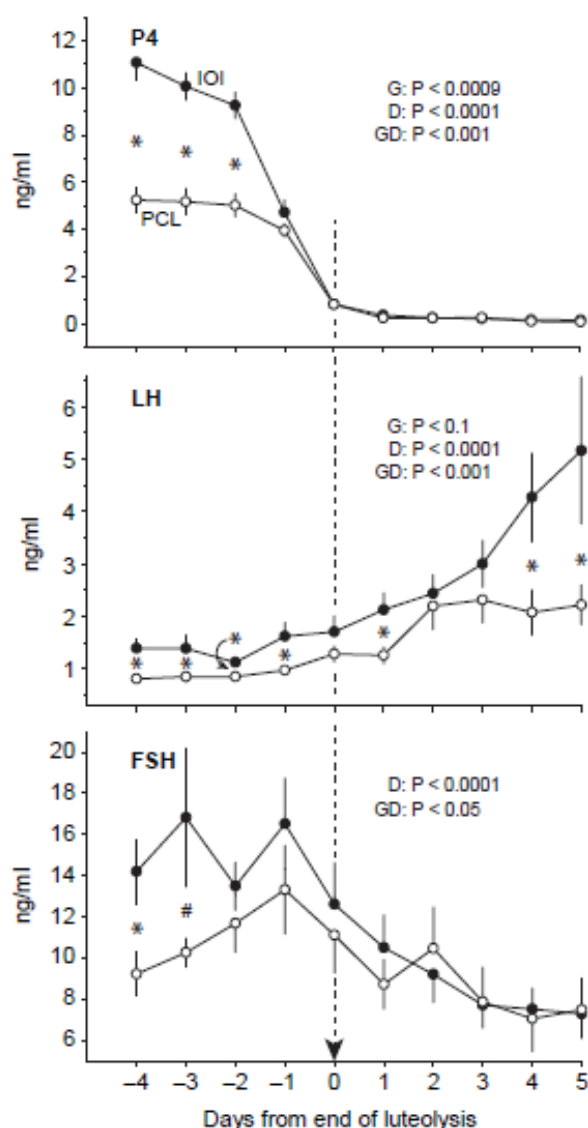 P4
12
10
8
6
4
2
0
ng/ml
IOI
PCL
* * *
G: P < 0.0009
D: P < 0.0001
GD: P < 0.001
LH
6
5
4
3
2
1
ng/ml
G: P < 0.1
D: P < 0.0001
GD: P < 0.001
* * * * * * *
FSH
20
18
16
14
12
10
8
6
ng/ml
D: P < 0.0001
GD: P < 0.05
* #
–4 –3 –2 –1 0 1 2 3 4 5
Days from end of luteolysis